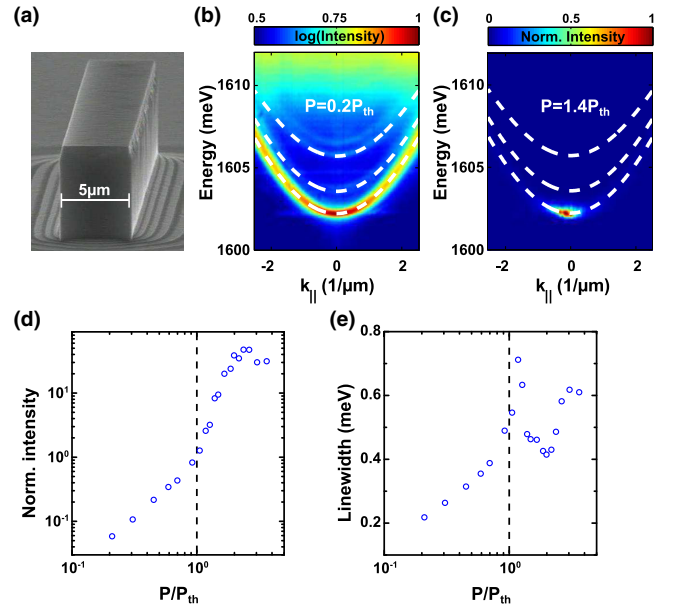 (a)
5μm
(b)
0.5 0.75 1
log(Intensity)
P=0.2P_th
Energy (meV)
1610
1605
1600
-2 0 2
k_|| (1/μm)
(c)
0 0.5 1
Norm. Intensity
P=1.4P_th
Energy (meV)
1610
1605
1600
-2 0 2
k_|| (1/μm)
(d)
Norm. intensity
10^1
10^0
10^-1
10^-1 10^0
P/P_th
(e)
Linewidth (meV)
0.8
0.6
0.4
0.2
10^-1 10^0
P/P_th